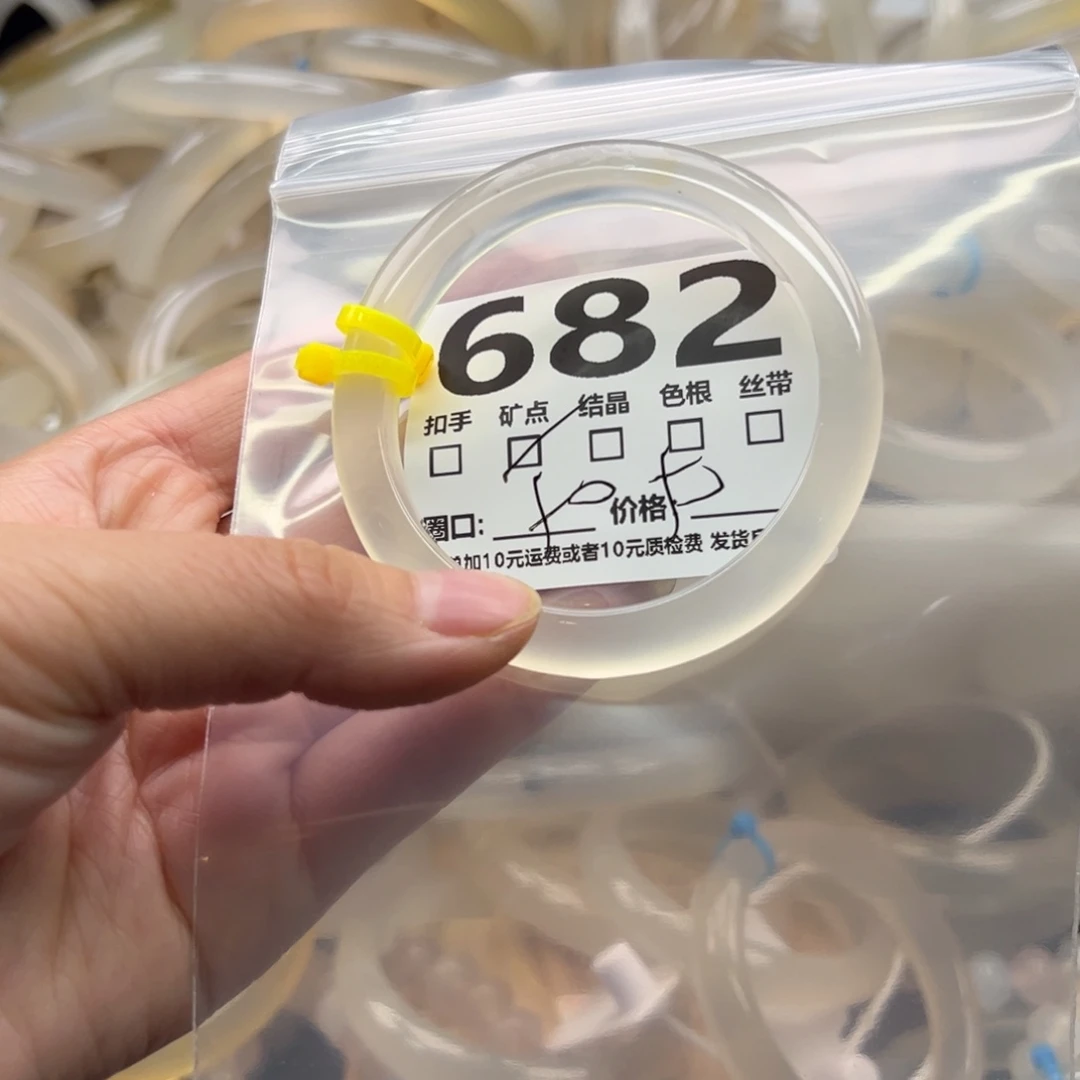 682
扣手 矿点 结晶 色根 丝带
圈口: 价格
加10元运费或者10元质检费 发货